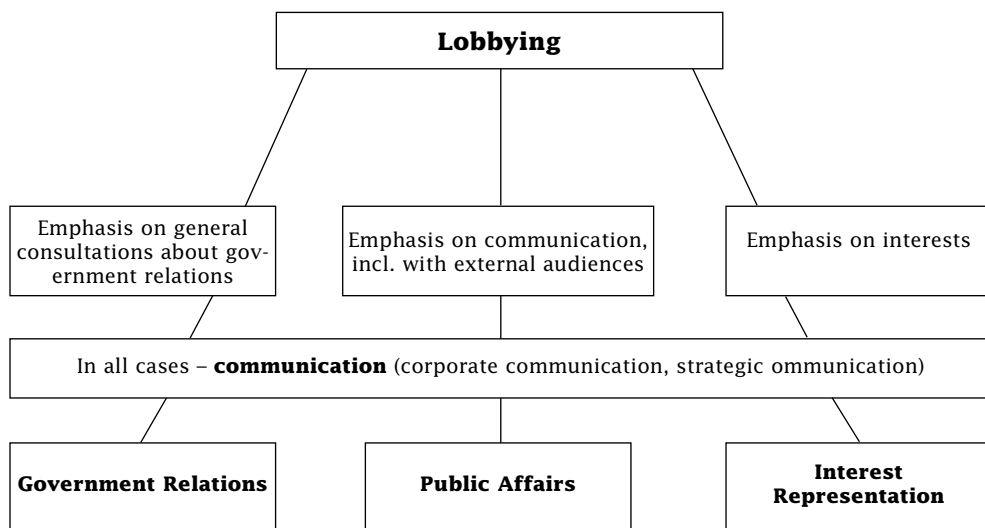 Lobbying
Emphasis on general
consultations about gov-
ernment relations
Emphasis on communication,
incl. with external audiences
Emphasis on interests
In all cases – communication (corporate communication, strategic ommunication)
Government Relations
Public Affairs
Interest
Representation